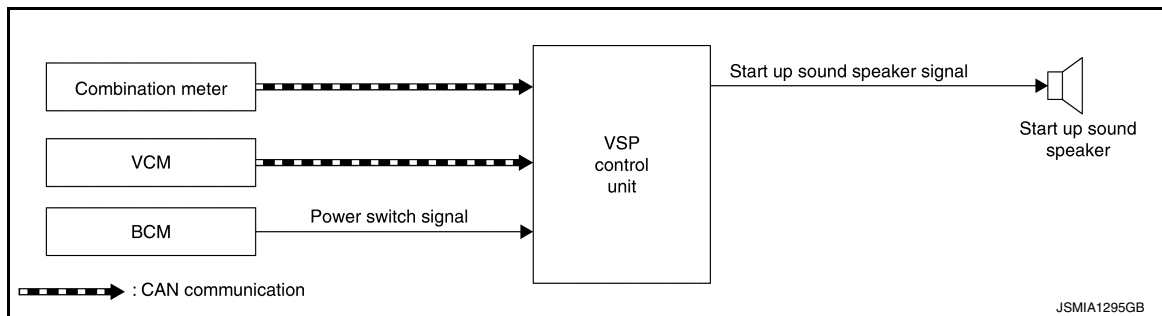 Combination meter
VCM
BCM
Power switch signal
VSP
control
unit
Start up sound speaker signal
Start up sound
speaker
: CAN communication
JSMIA1295GB